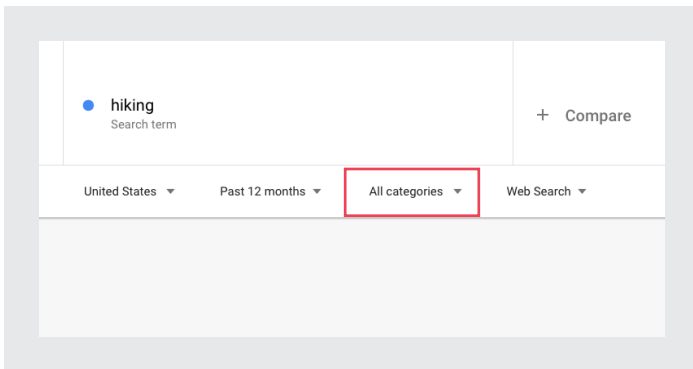 hiking
Search term
+ Compare
United States
Past 12 months
All categories
Web Search